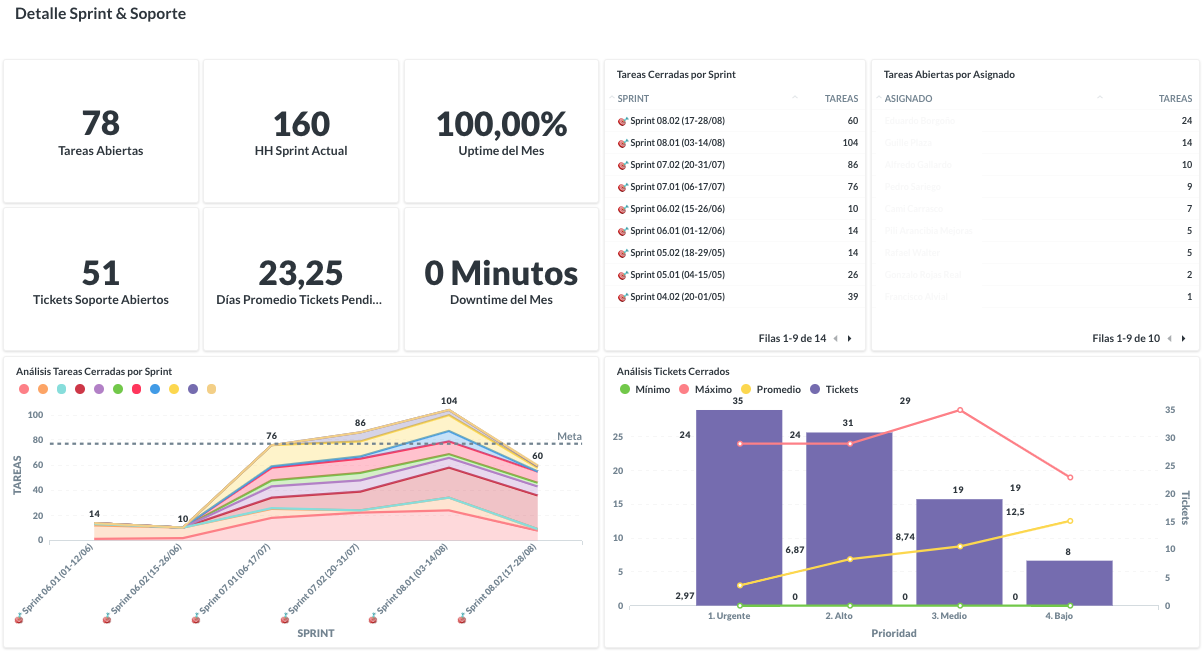 Detalle Sprint & Soporte
78
Tareas Abiertas
160
HH Sprint Actual
100,00%
Uptime del Mes
51
Tickets Soporte Abiertos
23,25
Días Promedio Tickets Pendi...
0 Minutos
Downtime del Mes
Tareas Cerradas por Sprint
SPRINT TAREAS
Sprint 08.02 (17-28/08) 60
Sprint 08.01 (03-14/08) 104
Sprint 07.02 (20-31/07) 86
Sprint 07.01 (06-17/07) 76
Sprint 06.02 (15-26/06) 10
Sprint 06.01 (01-12/06) 14
Sprint 05.02 (18-29/05) 14
Sprint 05.01 (04-15/05) 26
Sprint 04.02 (20-01/05) 39
Filas 1-9 de 14
Tareas Abiertas por Asignado
ASIGNADO TAREAS
24
14
10
9
7
5
5
2
1
Filas 1-9 de 10
Análisis Tareas Cerradas por Sprint
TAREAS
100
80
60
40
20
0
14
10
76
86
104
60
Meta
Sprint 06.01 (01-12/06)
Sprint 06.02 (15-26/06)
Sprint 07.01 (06-17/07)
Sprint 07.02 (20-31/07)
Sprint 08.01 (03-14/08)
Sprint 08.02 (17-28/08)
SPRINT
Análisis Tickets Cerrados
Mínimo Máximo Promedio Tickets
25
20
15
10
5
0
35
31
19
8
24
24
29
19
2,97
6,87
8,74
12,5
0
0
0
35
30
25
20
15
10
5
0
Tickets
1. Urgente
2. Alto
3. Medio
4. Bajo
Prioridad